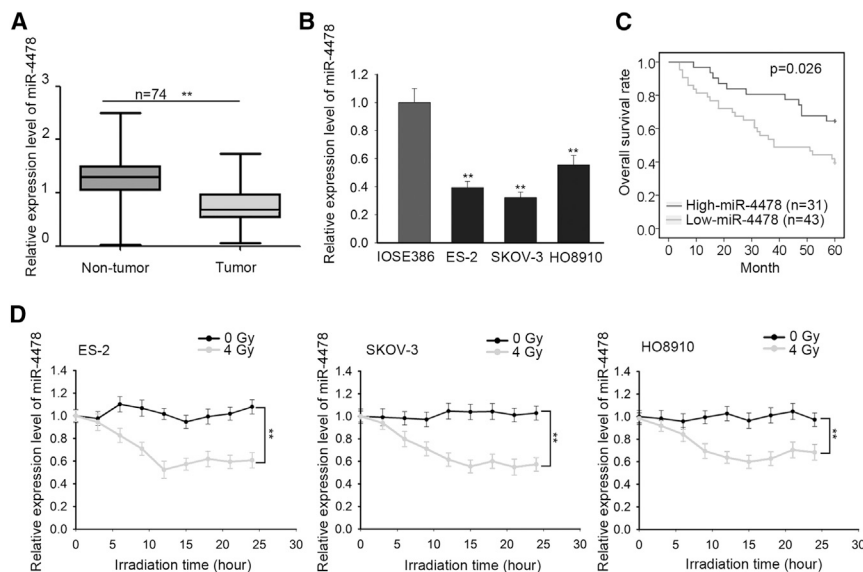 A
Relative expression level of miR-4478
3
2
1
0
n=74 **
Non-tumor
Tumor
B
Relative expression level of miR-4478
1.2
1.0
0.8
0.6
0.4
0.2
0
**
**
**
IOSE386
ES-2
SKOV-3
HO8910
C
Overall survival rate
1.0
0.8
0.6
0.4
0.2
0.0
p=0.026
High-miR-4478 (n=31)
Low-miR-4478 (n=43)
0 10 20 30 40 50 60
Month
D
ES-2
0 Gy
4 Gy
Relative expression level of miR-4478
1.4
1.2
1.0
0.8
0.6
0.4
0.2
0.0
**
0 5 10 15 20 25 30
Irradiation time (hour)
SKOV-3
0 Gy
4 Gy
Relative expression level of miR-4478
1.4
1.2
1.0
0.8
0.6
0.4
0.2
0.0
**
0 5 10 15 20 25 30
Irradiation time (hour)
HO8910
0 Gy
4 Gy
Relative expression level of miR-4478
1.4
1.2
1.0
0.8
0.6
0.4
0.2
0.0
**
0 5 10 15 20 25 30
Irradiation time (hour)